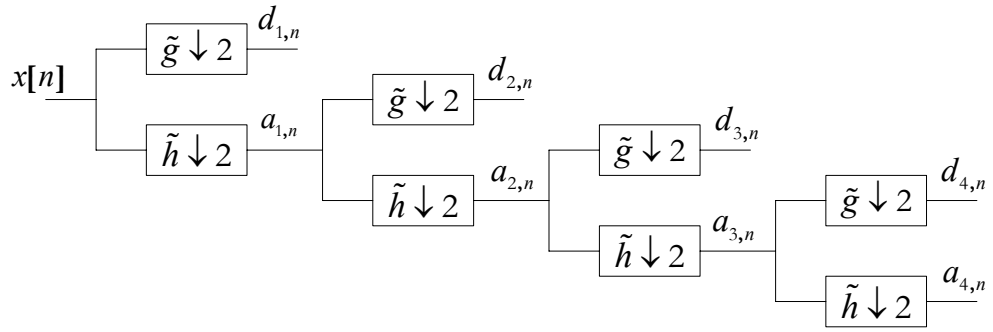 d₁,ₙ
g̃ ↓ 2
x[n]
d₂,ₙ
g̃ ↓ 2
a₁,ₙ
h̃ ↓ 2
d₃,ₙ
g̃ ↓ 2
a₂,ₙ
h̃ ↓ 2
d₄,ₙ
g̃ ↓ 2
a₃,ₙ
h̃ ↓ 2
a₄,ₙ
h̃ ↓ 2